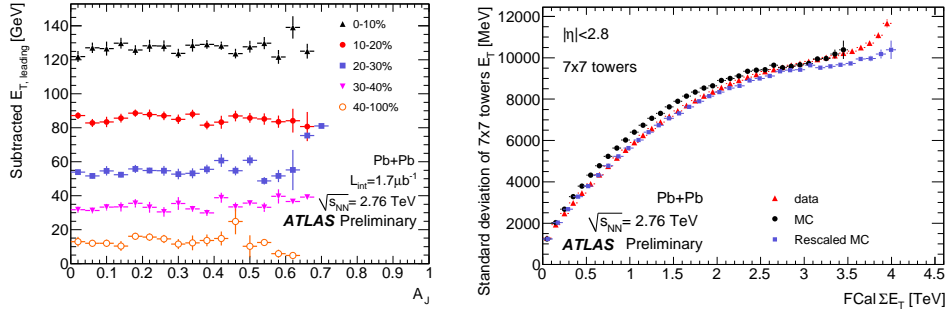 Subtracted E_T, leading [GeV]
140
120
100
80
60
40
20
0
0-10%
10-20%
20-30%
30-40%
40-100%
Pb+Pb
L_int=1.7μb⁻¹
√s_NN= 2.76 TeV
ATLAS Preliminary
0 0.1 0.2 0.3 0.4 0.5 0.6 0.7 0.8 0.9 1
A_J
Standard deviation of 7x7 towers E_T [MeV]
12000
10000
8000
6000
4000
2000
0
|η|<2.8
7x7 towers
Pb+Pb
√s_NN= 2.76 TeV
ATLAS Preliminary
data
MC
Rescaled MC
0 0.5 1 1.5 2 2.5 3 3.5 4 4.5
FCal ΣE_T [TeV]